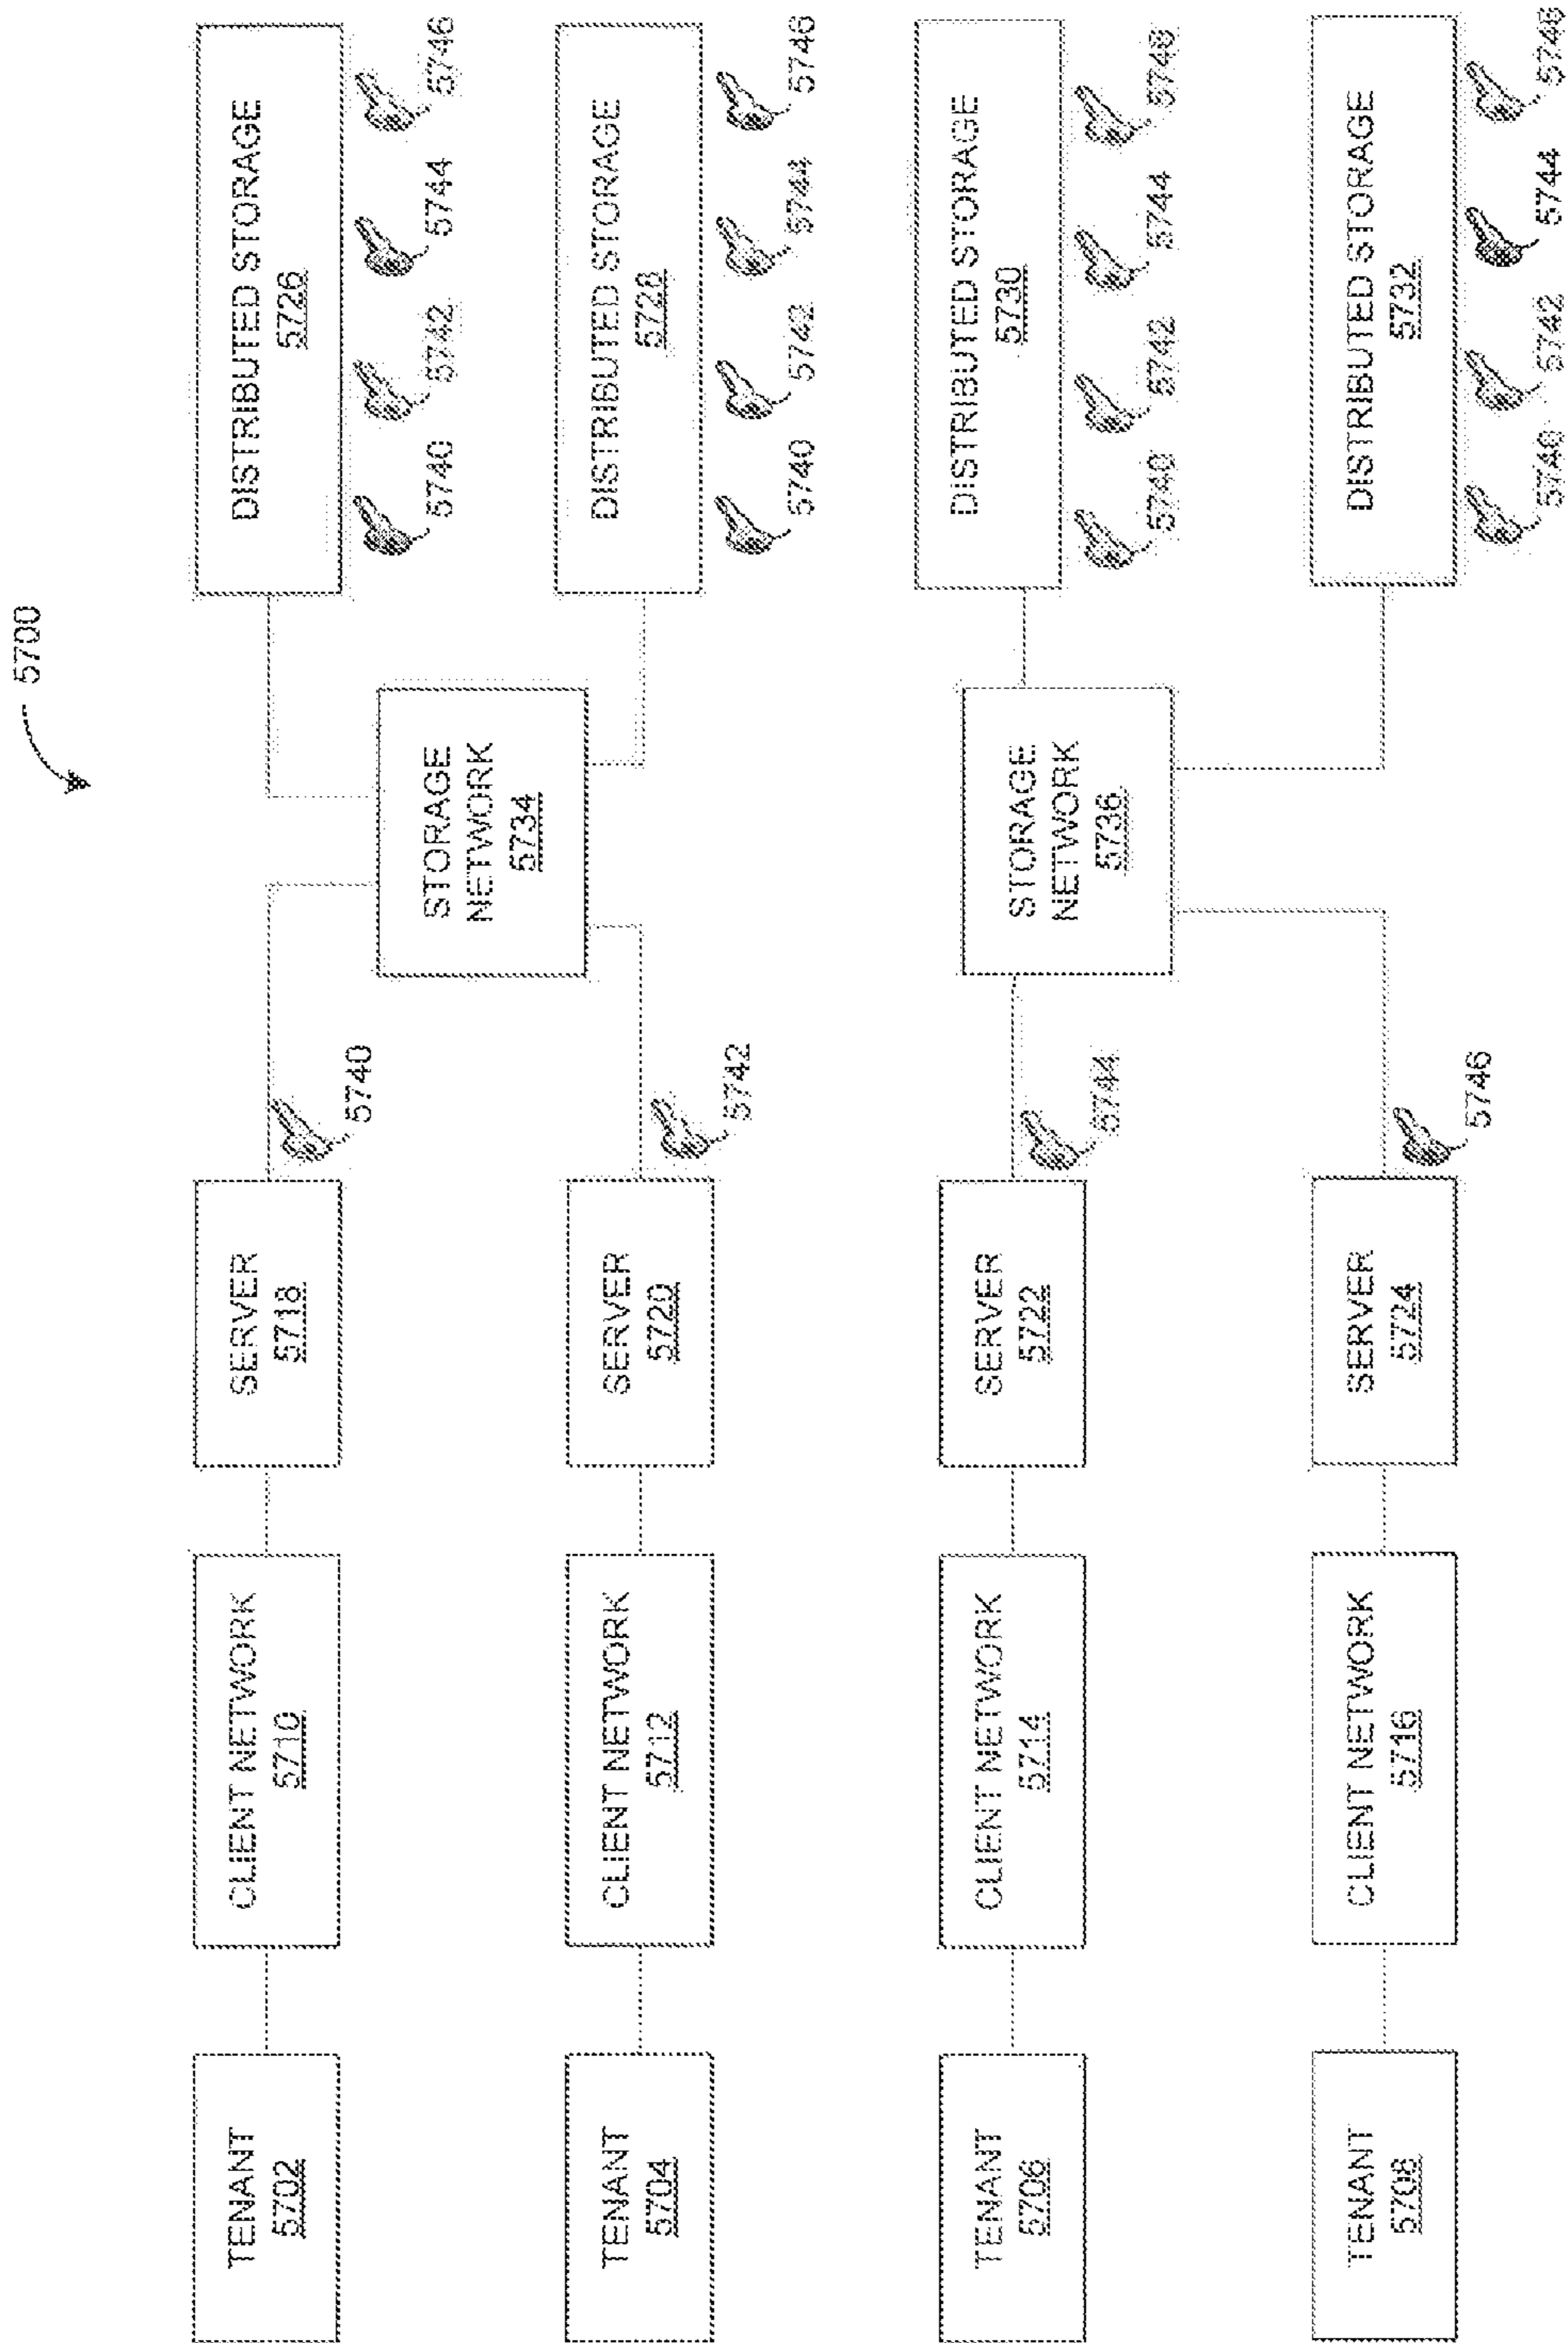 5700
TENANT
5702
CLIENT NETWORK
5710
SERVER
5718
5740
DISTRIBUTED STORAGE
5726
5740
5742
5744
5746
TENANT
5704
CLIENT NETWORK
5712
SERVER
5720
5742
STORAGE
NETWORK
5734
DISTRIBUTED STORAGE
5728
5740
5742
5744
5746
TENANT
5706
CLIENT NETWORK
5714
SERVER
5722
5744
STORAGE
NETWORK
5736
DISTRIBUTED STORAGE
5730
5740
5742
5744
5746
TENANT
5708
CLIENT NETWORK
5716
SERVER
5724
5746
DISTRIBUTED STORAGE
5732
5740
5742
5744
5746